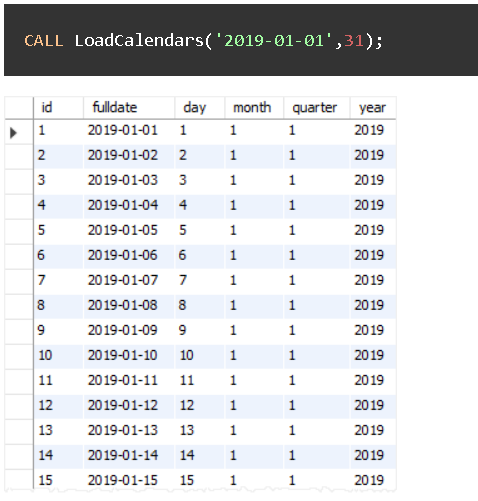 CALL LoadCalendars('2019-01-01',31);
id fulldate day month quarter year
1 2019-01-01 1 1 1 2019
2 2019-01-02 2 1 1 2019
3 2019-01-03 3 1 1 2019
4 2019-01-04 4 1 1 2019
5 2019-01-05 5 1 1 2019
6 2019-01-06 6 1 1 2019
7 2019-01-07 7 1 1 2019
8 2019-01-08 8 1 1 2019
9 2019-01-09 9 1 1 2019
10 2019-01-10 10 1 1 2019
11 2019-01-11 11 1 1 2019
12 2019-01-12 12 1 1 2019
13 2019-01-13 13 1 1 2019
14 2019-01-14 14 1 1 2019
15 2019-01-15 15 1 1 2019